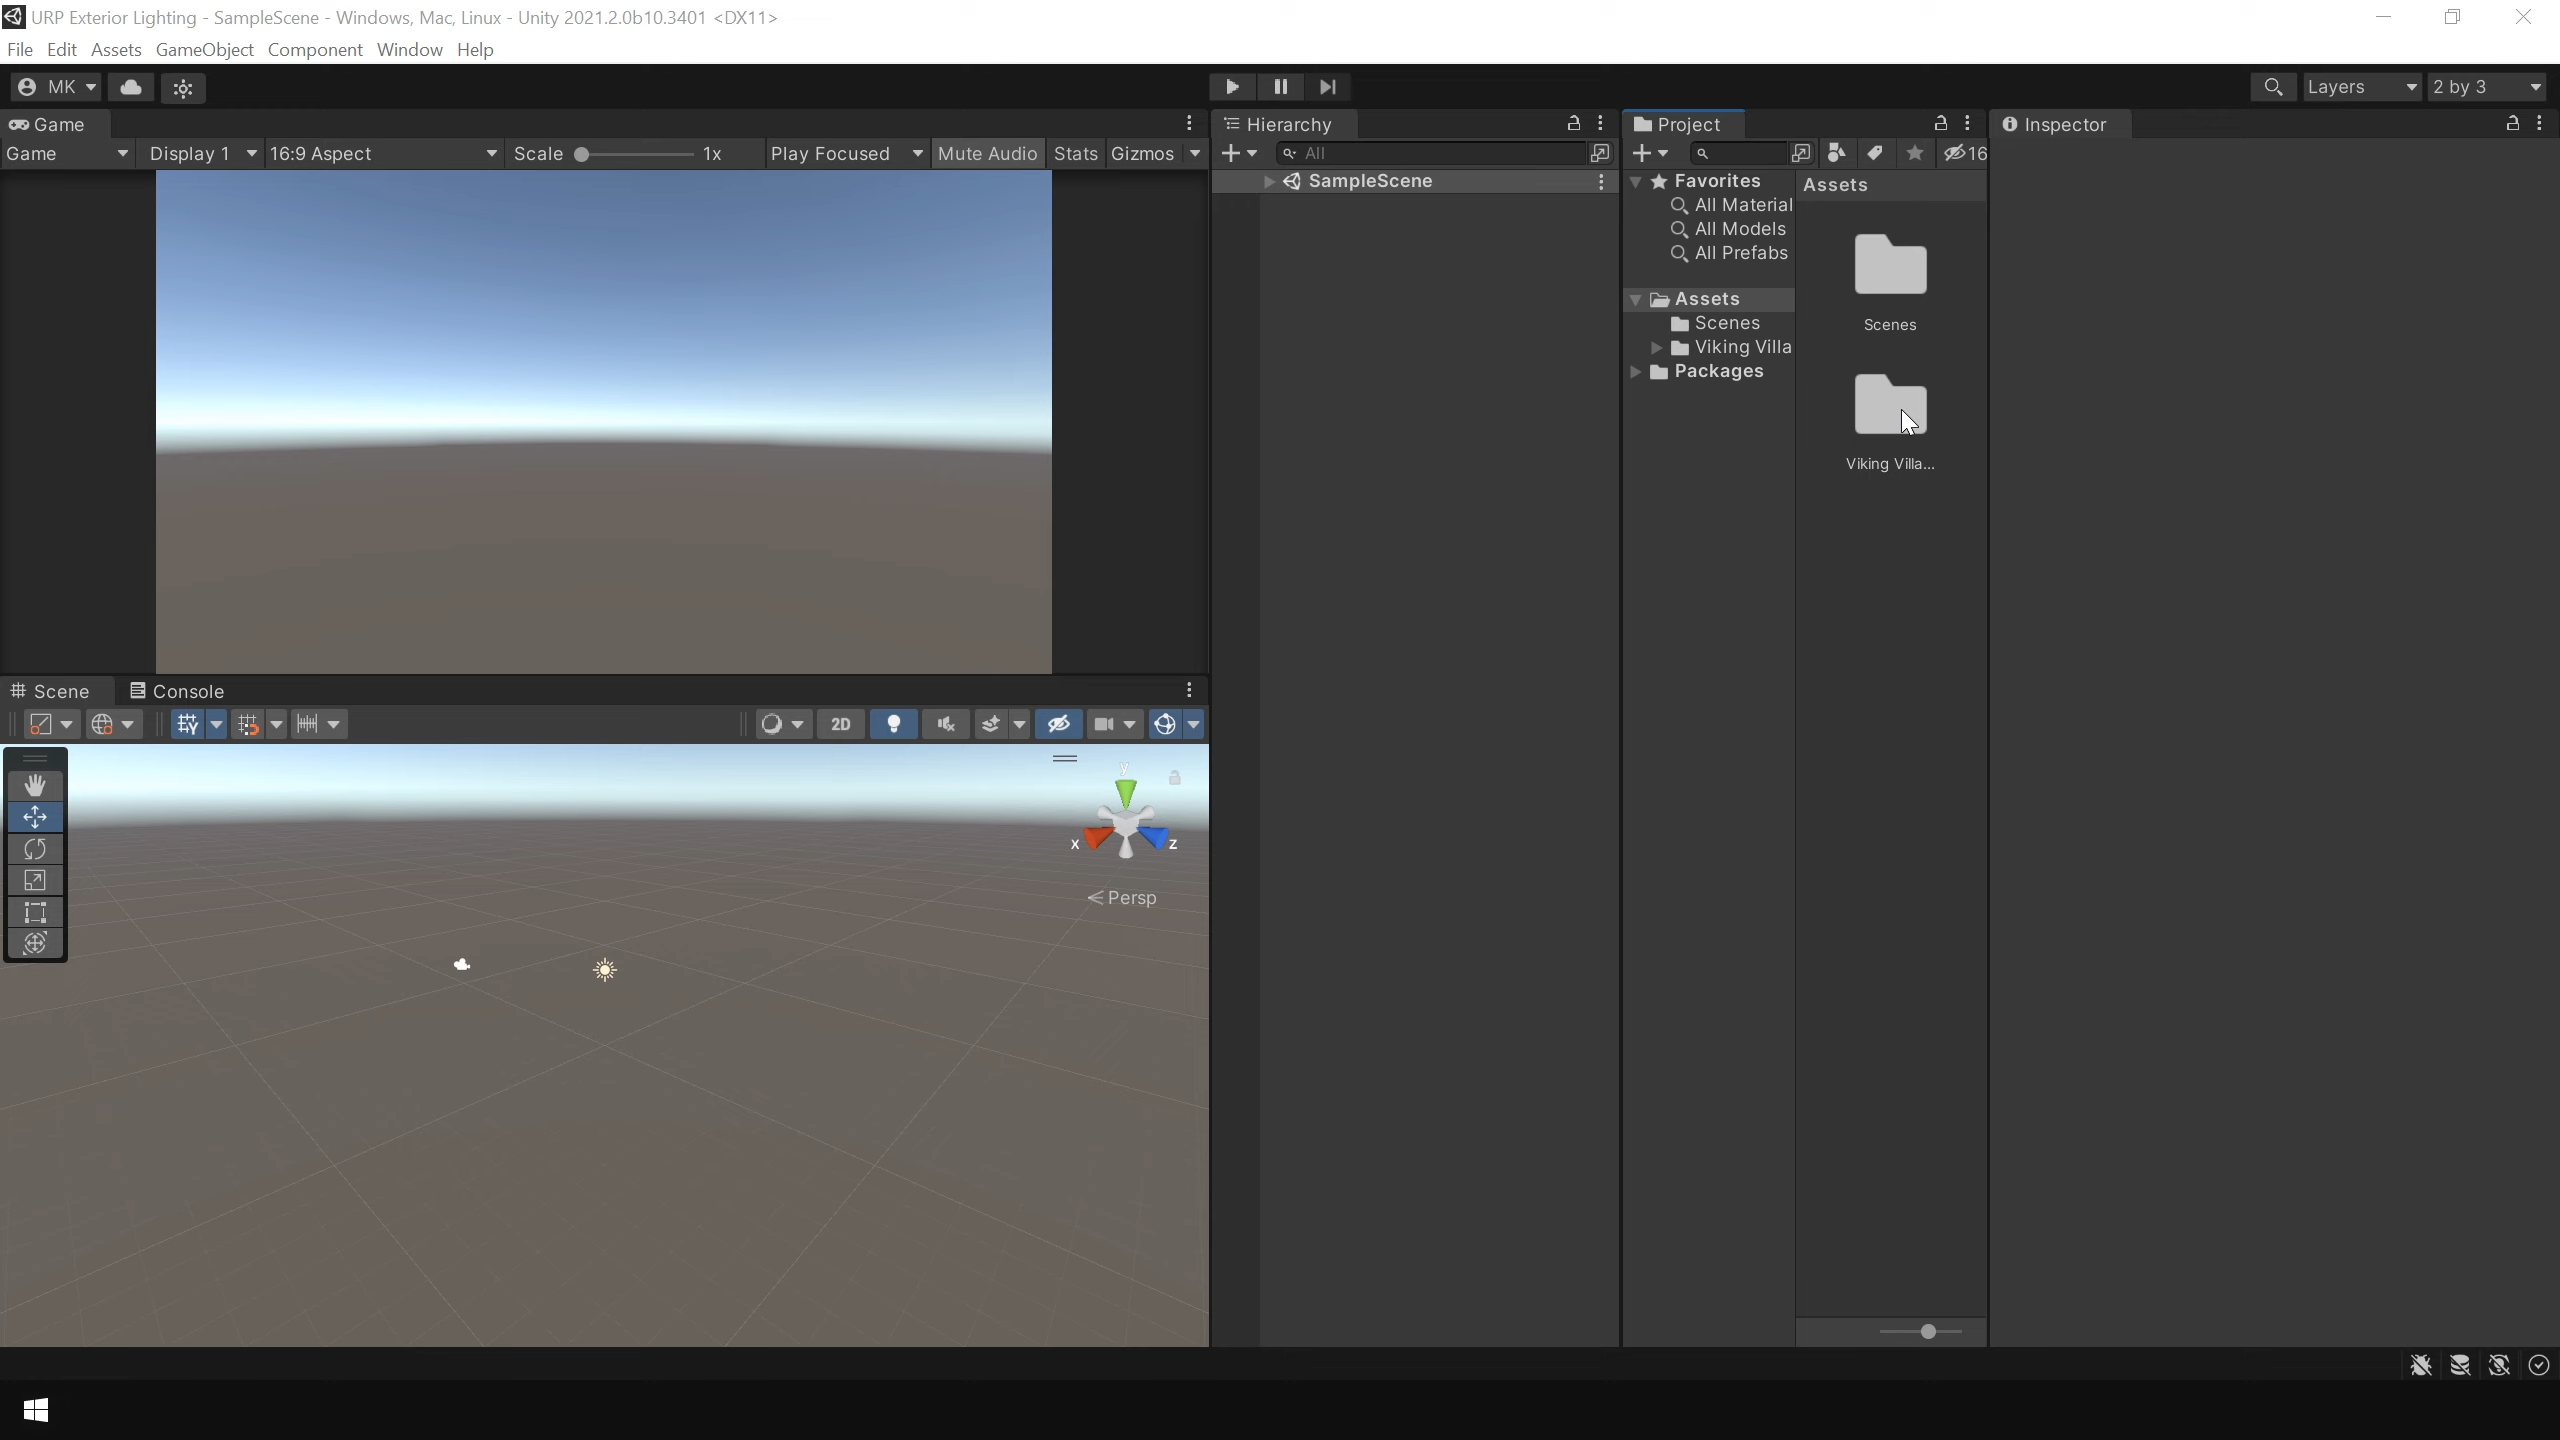 URP Exterior Lighting - SampleScene - Windows, Mac, Linux - Unity 2021.2.0b10.3401 <DX11>
File Edit Assets GameObject Component Window Help
MK
Layers
2 by 3
Game
Game Display 1 16:9 Aspect Scale 1x Play Focused Mute Audio Stats Gizmos
Hierarchy
All
SampleScene
Project
16
Favorites
All Material
All Models
All Prefabs
Assets
Scenes
Viking Villa
Packages
Assets
Scenes
Viking Villa...
Inspector
Scene Console
2D
y
x z
Persp